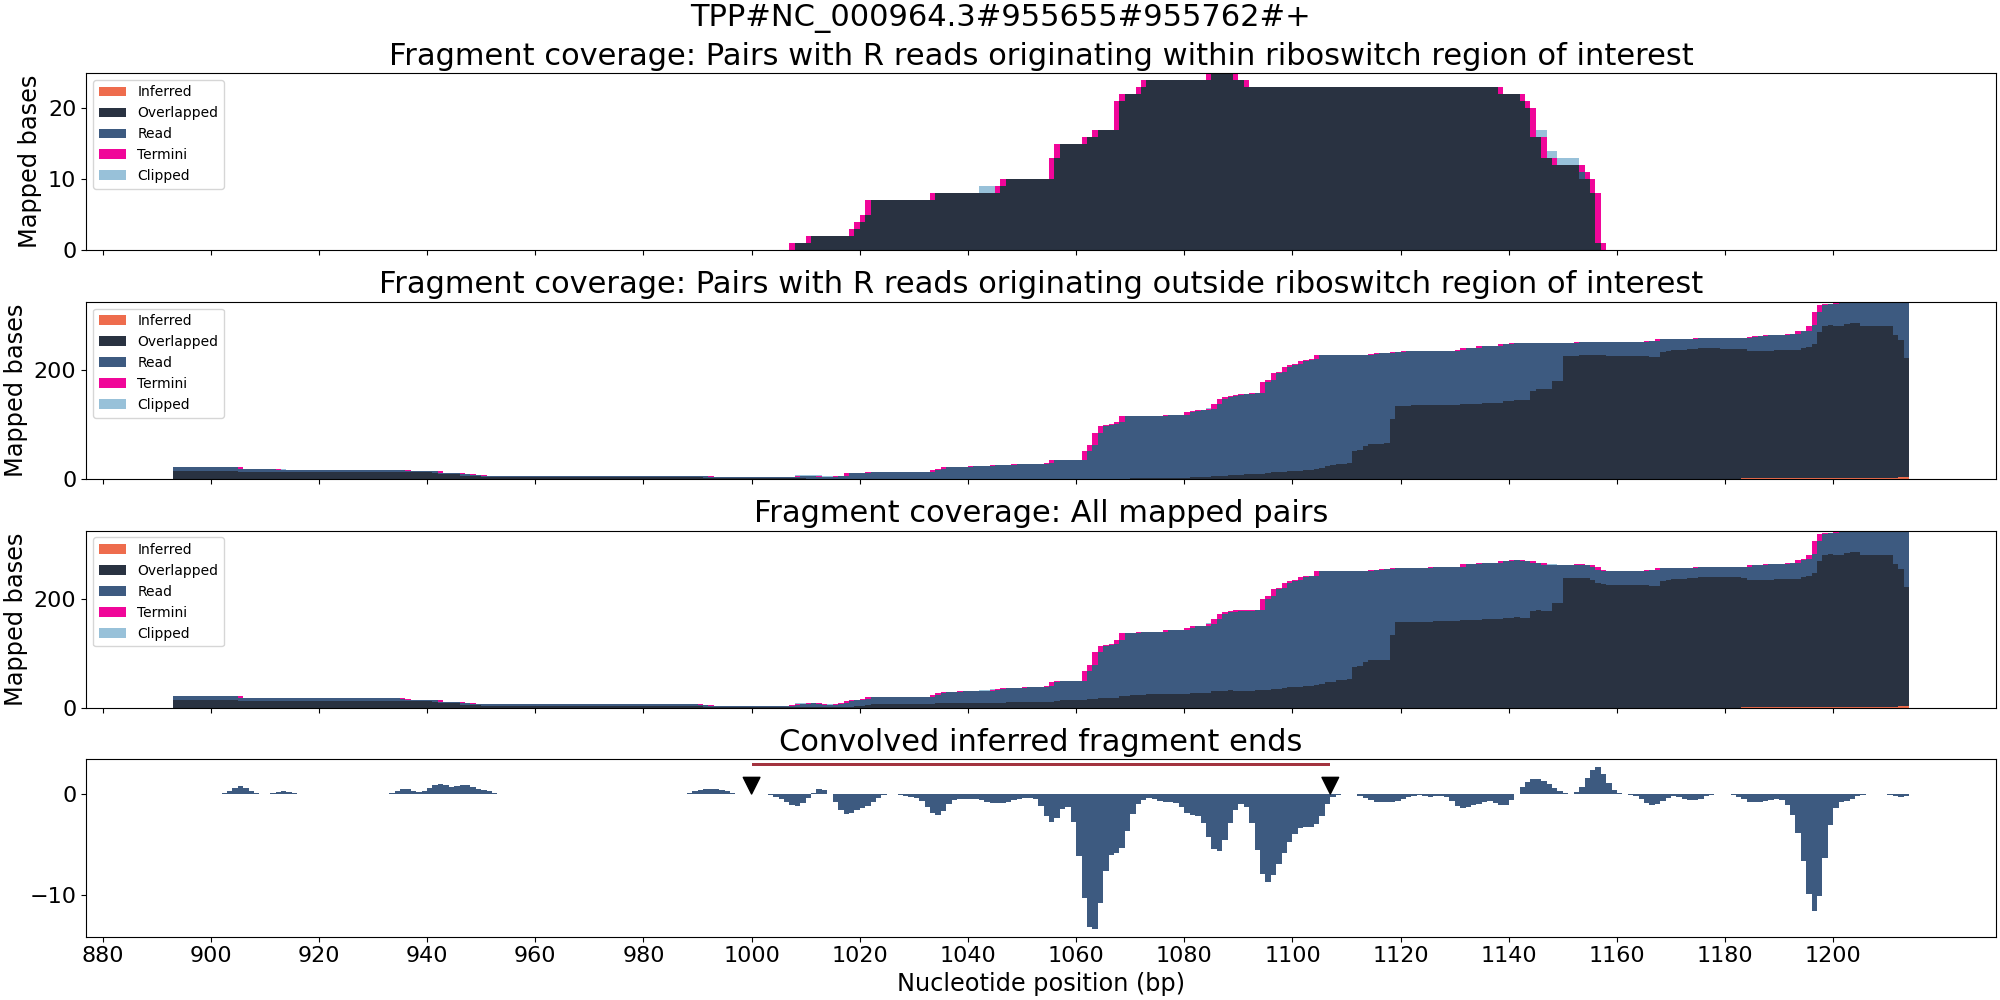 TPP#NC_000964.3#955655#955762#+
Fragment coverage: Pairs with R reads originating within riboswitch region of interest
Mapped bases
20
10
0
Inferred
Overlapped
Read
Termini
Clipped
Fragment coverage: Pairs with R reads originating outside riboswitch region of interest
Mapped bases
200
0
Inferred
Overlapped
Read
Termini
Clipped
Fragment coverage: All mapped pairs
Mapped bases
200
0
Inferred
Overlapped
Read
Termini
Clipped
Convolved inferred fragment ends
0
−10
880 900 920 940 960 980 1000 1020 1040 1060 1080 1100 1120 1140 1160 1180 1200
Nucleotide position (bp)